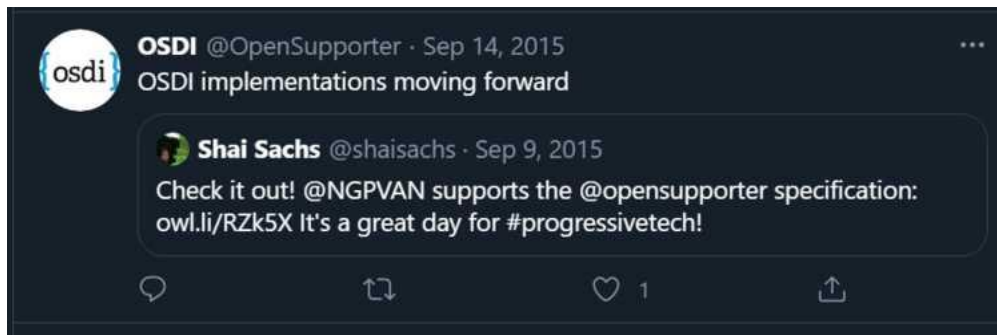 {osdi}
OSDI @OpenSupporter · Sep 14, 2015
OSDI implementations moving forward
Shai Sachs @shaisachs · Sep 9, 2015
Check it out! @NGPVAN supports the @opensupporter specification:
owl.li/RZk5X It's a great day for #progressivetech!
1